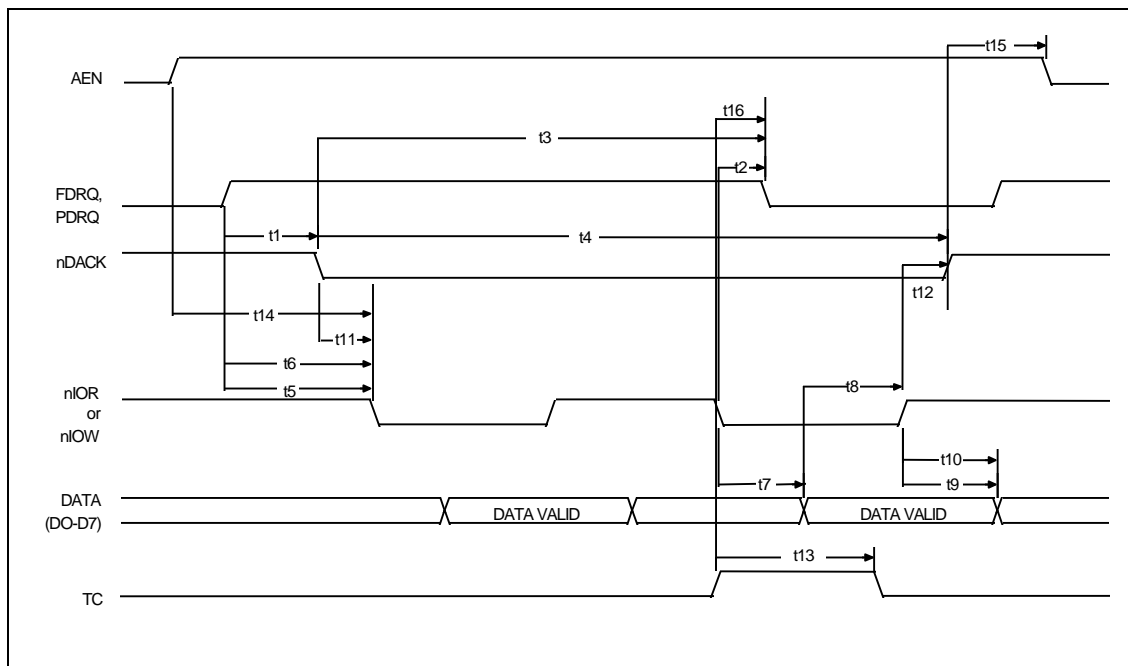 t15
AEN
t16
t3
t2
FDRQ,
PDRQ
t1
t4
nDACK
t12
t14
t11
t6
t5
t8
nIOR
or
nIOW
t10
t7
t9
DATA
(DO-D7)
DATA VALID
DATA VALID
t13
TC